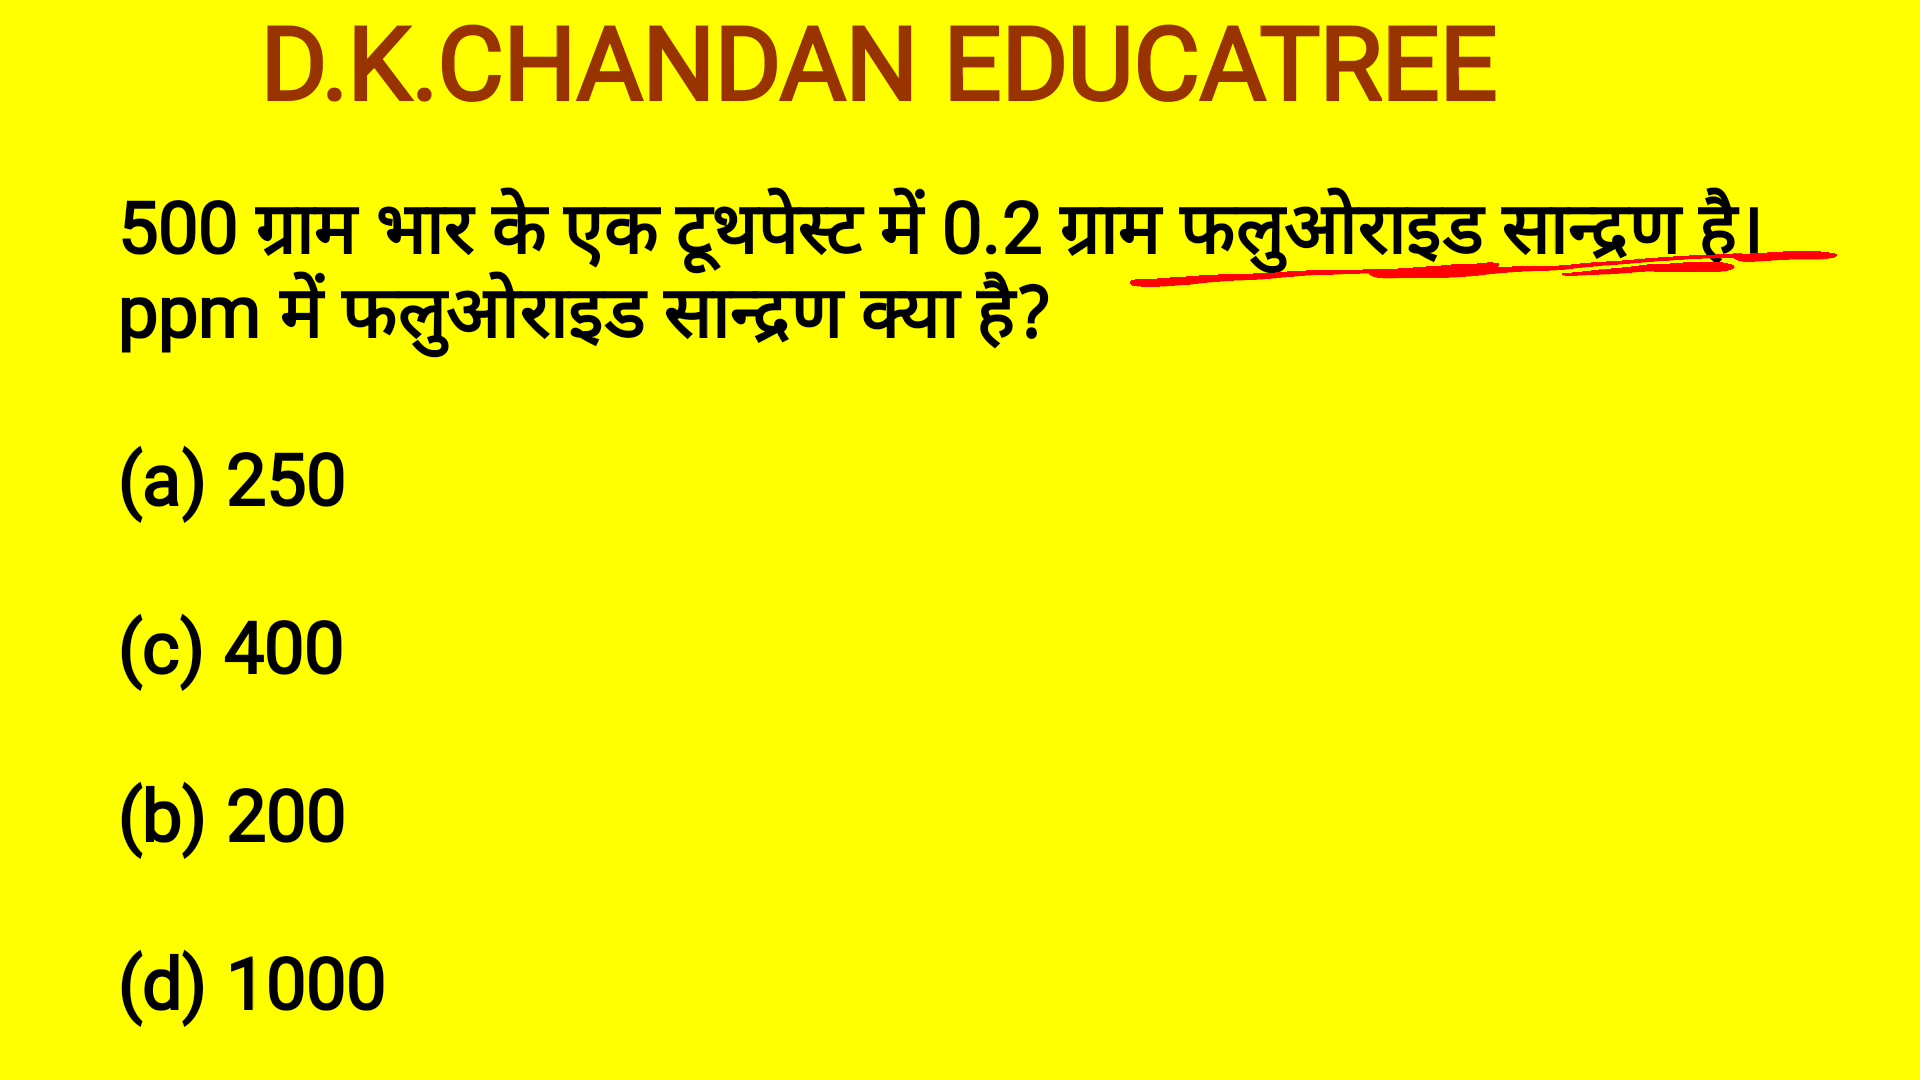 D.K.CHANDAN EDUCATREE
500 ग्राम भार के एक टूथपेस्ट में 0.2 ग्राम फलुओराइड सान्द्रण है।
ppm में फलुओराइड सान्द्रण क्या है?
(a) 250
(c) 400
(b) 200
(d) 1000